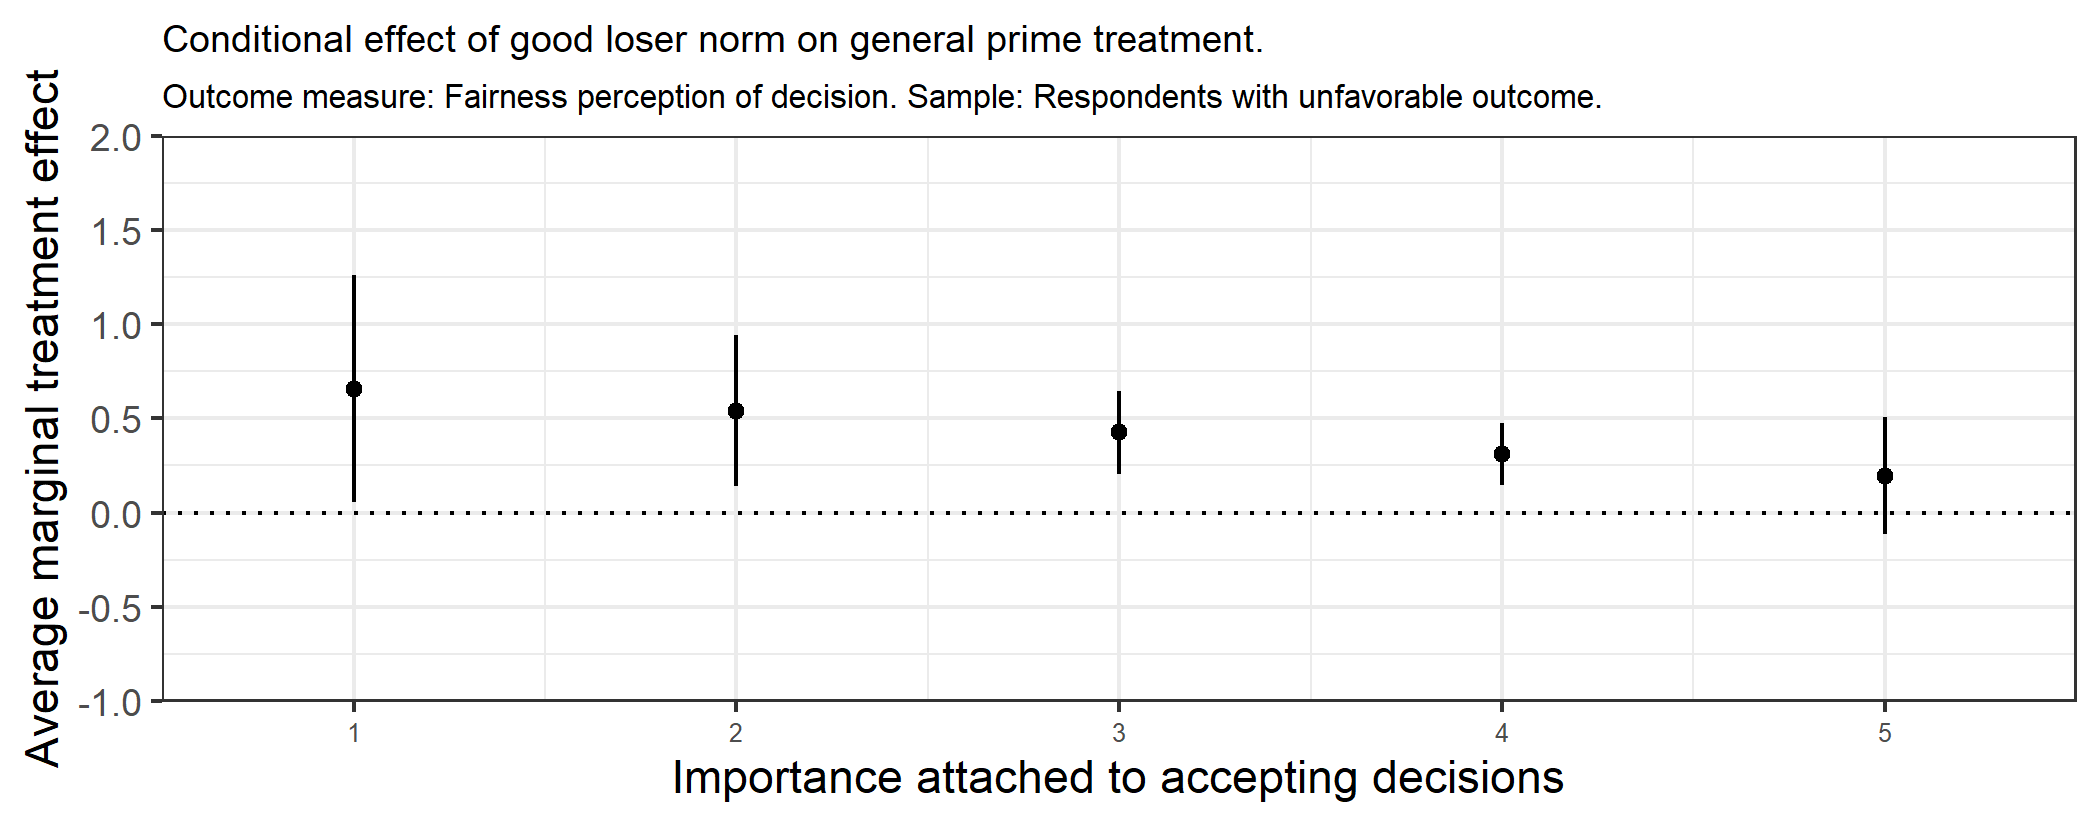 Conditional effect of good loser norm on general prime treatment.
Outcome measure: Fairness perception of decision. Sample: Respondents with unfavorable outcome.
Average marginal treatment effect
2.0
1.5
1.0
0.5
0.0
-0.5
-1.0
1 2 3 4 5
Importance attached to accepting decisions